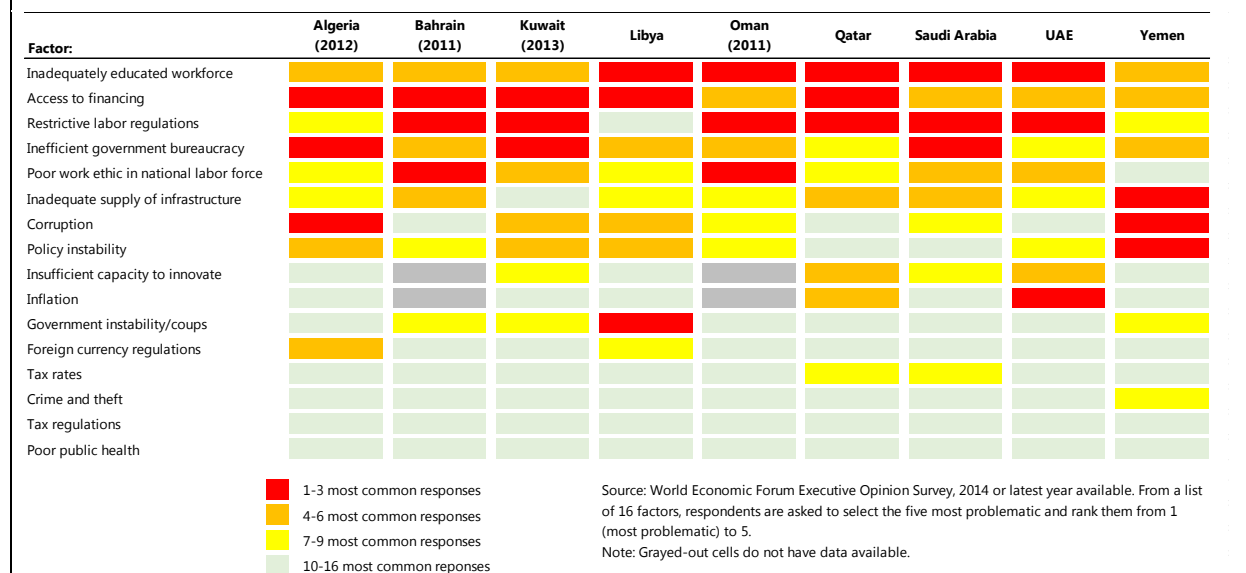 Factor:
Algeria (2012)
Bahrain (2011)
Kuwait (2013)
Libya
Oman (2011)
Qatar
Saudi Arabia
UAE
Yemen
Inadequately educated workforce
Access to financing
Restrictive labor regulations
Inefficient government bureaucracy
Poor work ethic in national labor force
Inadequate supply of infrastructure
Corruption
Policy instability
Insufficient capacity to innovate
Inflation
Government instability/coups
Foreign currency regulations
Tax rates
Crime and theft
Tax regulations
Poor public health
1-3 most common responses
4-6 most common responses
7-9 most common responses
10-16 most common reponses
Source: World Economic Forum Executive Opinion Survey, 2014 or latest year available. From a list
of 16 factors, respondents are asked to select the five most problematic and rank them from 1
(most problematic) to 5.
Note: Grayed-out cells do not have data available.